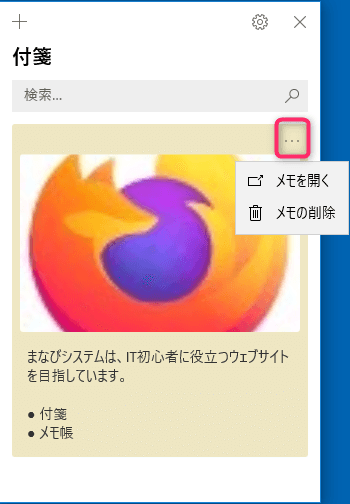 付箋
検索...
...
メモを開く
メモの削除
まなびシステムは、IT初心者に役立つウェブサイト
を目指しています。
● 付箋
● メモ帳